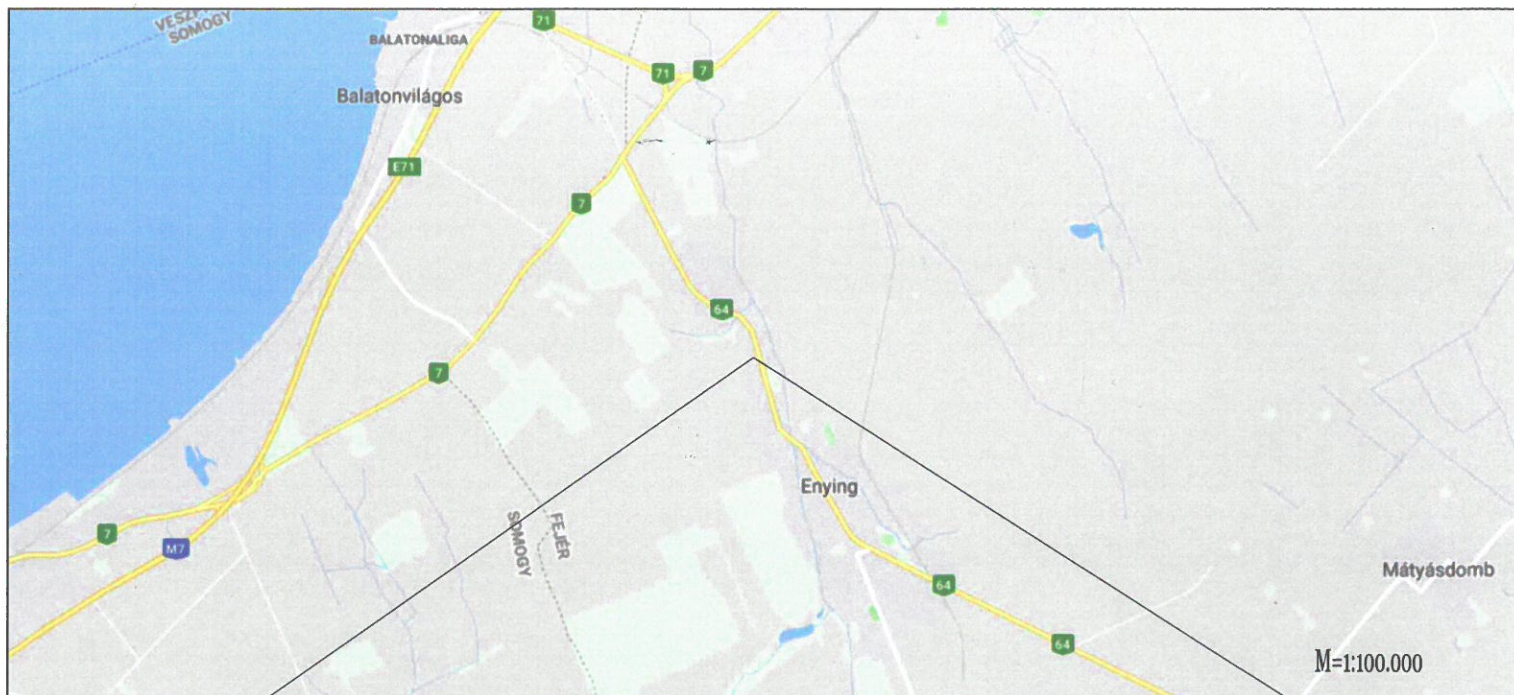 VESZP
SOMOGY
71
BALATONALIGA
71
7
Balatonvilágos
E71
7
64
7
Enying
FEJÉR
SOMOGY
7
M7
Mátyásdomb
64
64
M=1:100.000